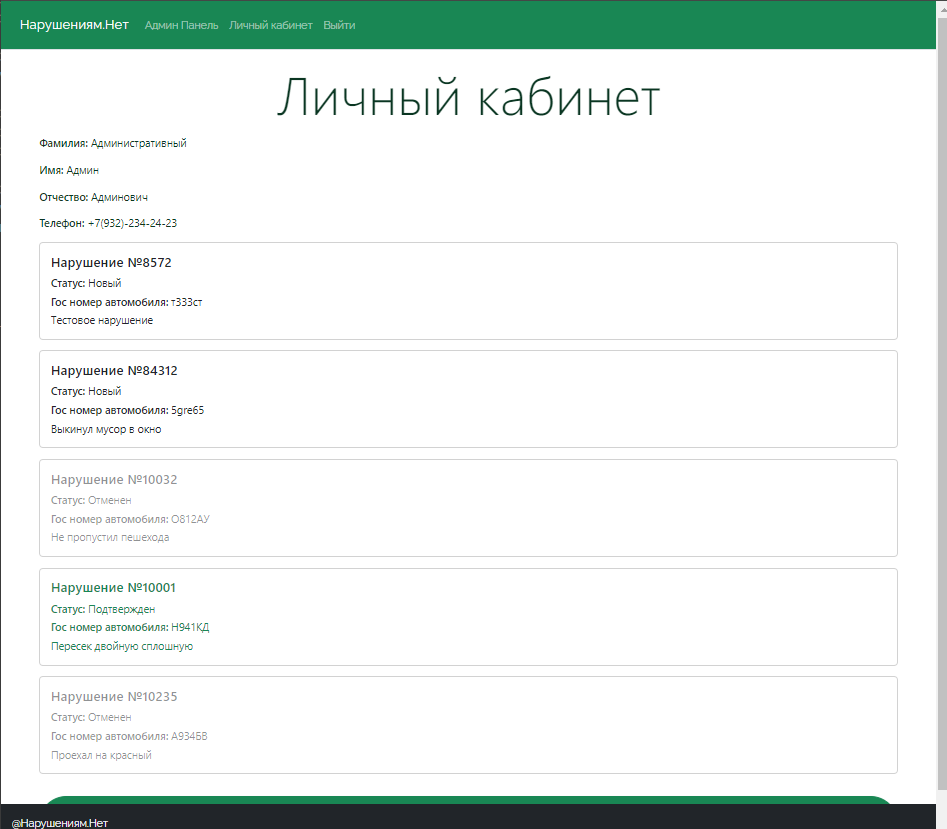 Нарушениям.Нет Админ Панель Личный кабинет Выйти
Личный кабинет
Фамилия: Административный
Имя: Админ
Отчество: Админович
Телефон: +7(932)-234-24-23
Нарушение №8572
Статус: Новый
Гос номер автомобиля: т333ст
Тестовое нарушение
Нарушение №84312
Статус: Новый
Гос номер автомобиля: 5gre65
Выкинул мусор в окно
Нарушение №10032
Статус: Отменен
Гос номер автомобиля: О812АУ
Не пропустил пешехода
Нарушение №10001
Статус: Подтвержден
Гос номер автомобиля: Н941КД
Пересек двойную сплошную
Нарушение №10235
Статус: Отменен
Гос номер автомобиля: А934БВ
Проехал на красный
@Нарушениям.Нет